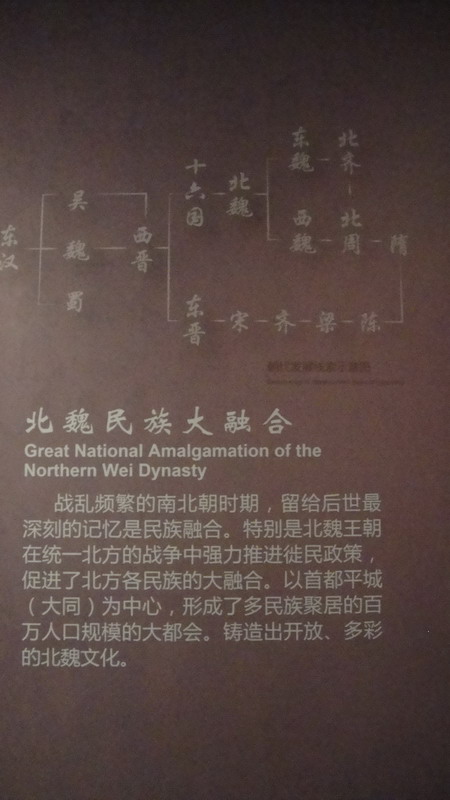 东汉
吴
魏
蜀
西晋
十六国
北魏
东魏
北齐
西魏
北周
隋
东晋
宋
齐
梁
陈
北魏民族大融合
Great National Amalgamation of the
Northern Wei Dynasty
战乱频繁的南北朝时期，留给后世最
深刻的记忆是民族融合。特别是北魏王朝
在统一北方的战争中强力推进徙民政策，
促进了北方各民族的大融合。以首都平城
（大同）为中心，形成了多民族聚居的百
万人口规模的大都会。铸造出开放、多彩
的北魏文化。